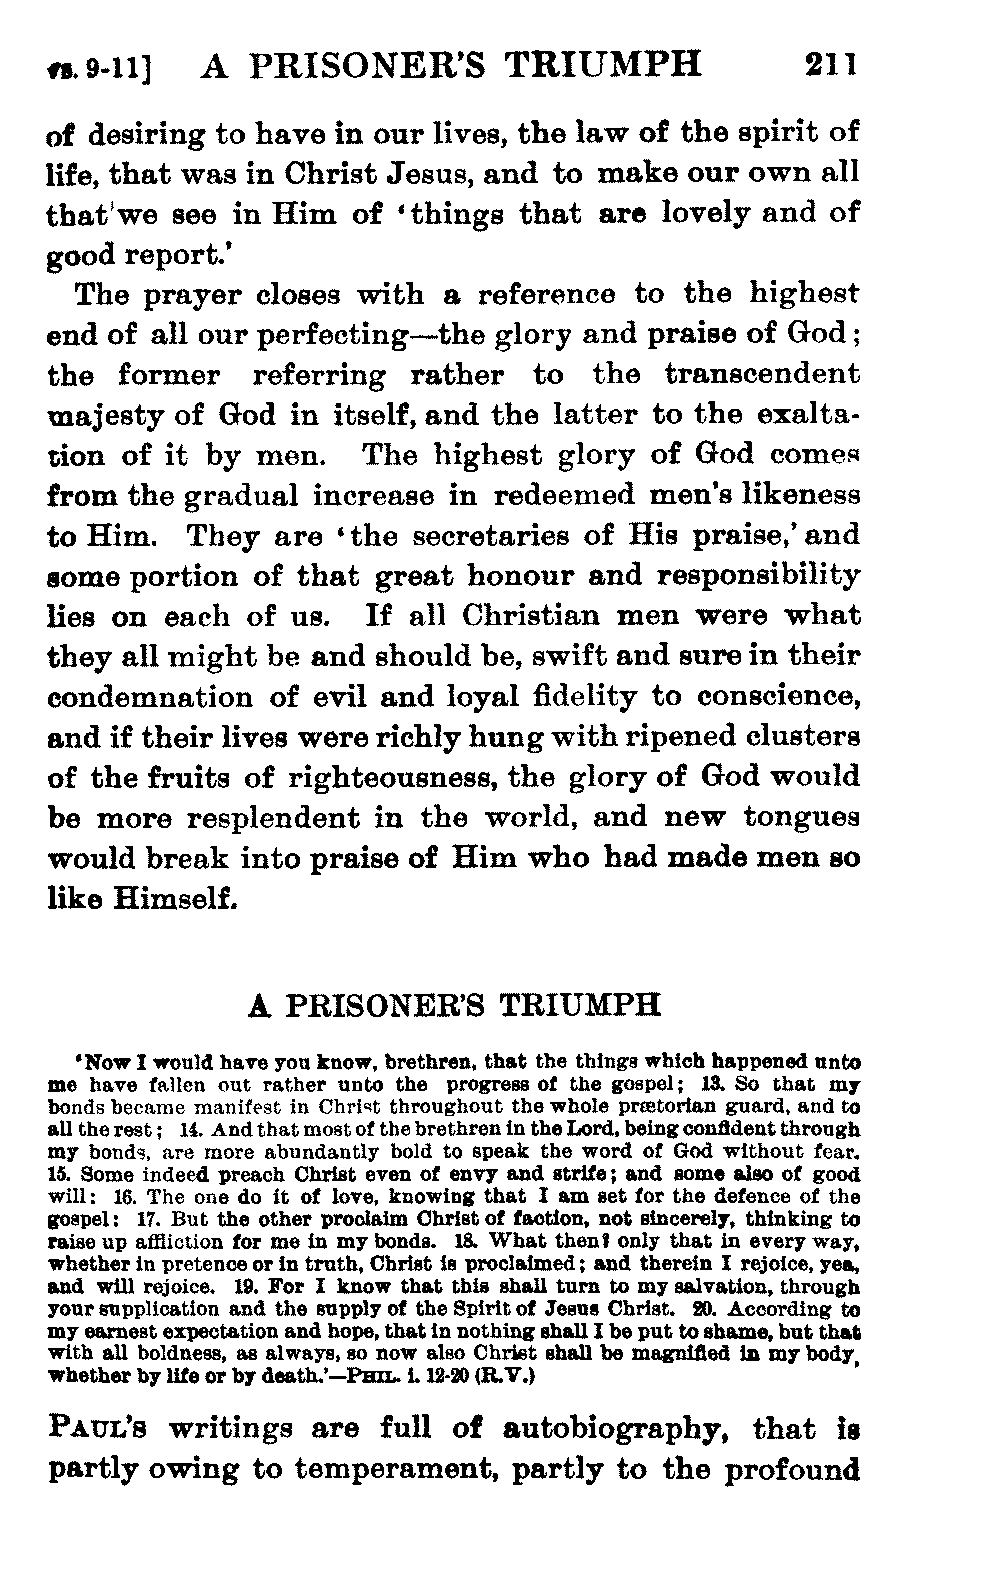 vs. 9-11] A PRISONER'S TRIUMPH 211
of desiring to have in our lives, the law of the spirit of
life, that was in Christ Jesus, and to make our own all
that we see in Him of ‘things that are lovely and of
good report.’
The prayer closes with a reference to the highest
end of all our perfecting—the glory and praise of God;
the former referring rather to the transcendent
majesty of God in itself, and the latter to the exalta-
tion of it by men. The highest glory of God comes
from the gradual increase in redeemed men's likeness
to Him. They are ‘the secretaries of His praise,’ and
some portion of that great honour and responsibility
lies on each of us. If all Christian men were what
they all might be and should be, swift and sure in their
condemnation of evil and loyal fidelity to conscience,
and if their lives were richly hung with ripened clusters
of the fruits of righteousness, the glory of God would
be more resplendent in the world, and new tongues
would break into praise of Him who had made men so
like Himself.
A PRISONER'S TRIUMPH
‘Now I would have you know, brethren, that the things which happened unto
me have fallen out rather unto the progress of the gospel; 13. So that my
bonds became manifest in Christ throughout the whole prætorian guard, and to
all the rest; 14. And that most of the brethren in the Lord, being confident through
my bonds, are more abundantly bold to speak the word of God without fear.
15. Some indeed preach Christ even of envy and strife; and some also of good
will: 16. The one do it of love, knowing that I am set for the defence of the
gospel: 17. But the other proclaim Christ of faction, not sincerely, thinking to
raise up affliction for me in my bonds. 18. What then? only that in every way,
whether in pretence or in truth, Christ is proclaimed; and therein I rejoice, yea,
and will rejoice. 19. For I know that this shall turn to my salvation, through
your supplication and the supply of the Spirit of Jesus Christ. 20. According to
my earnest expectation and hope, that in nothing shall I be put to shame, but that
with all boldness, as always, so now also Christ shall be magnified in my body,
whether by life or by death.’—PHIL. i. 12-20 (R.V.)
PAUL'S writings are full of autobiography, that is
partly owing to temperament, partly to the profound